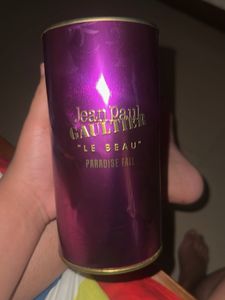 Jean Paul
GAULTIER
"LE BEAU"
PARADISE FALL